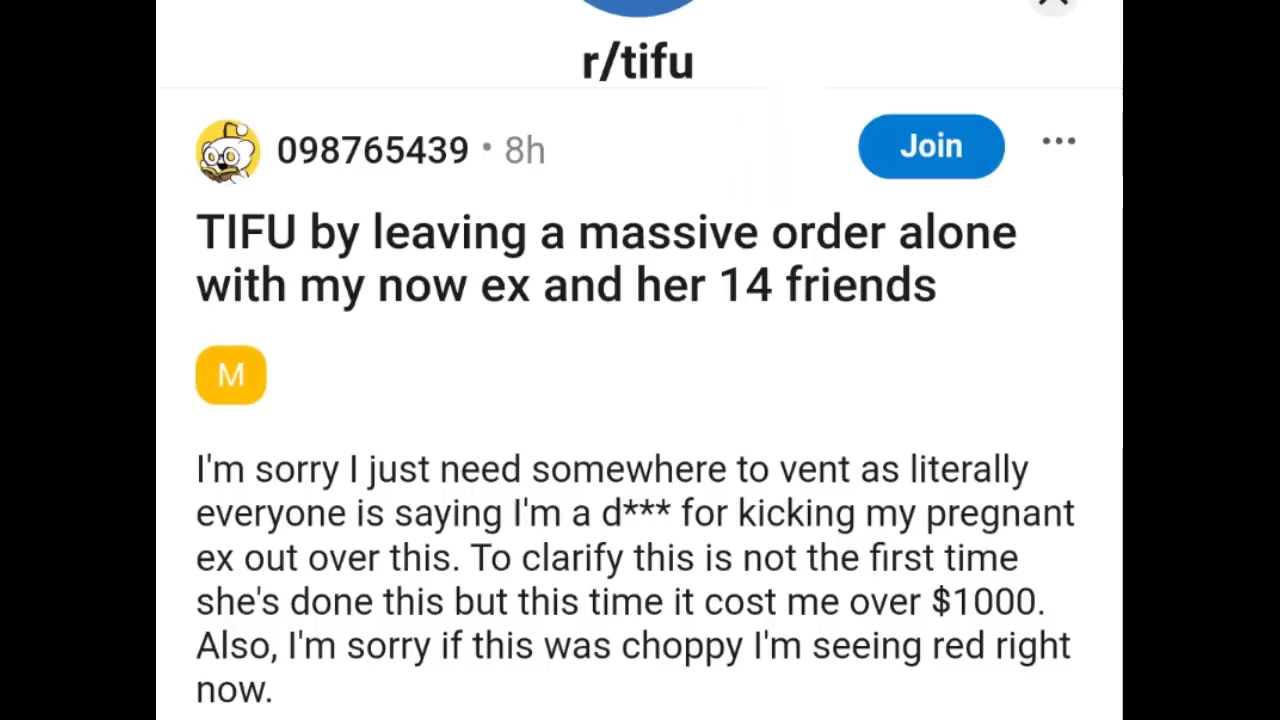 r/tifu
098765439 • 8h
Join
TIFU by leaving a massive order alone
with my now ex and her 14 friends
M
I'm sorry I just need somewhere to vent as literally
everyone is saying I'm a d*** for kicking my pregnant
ex out over this. To clarify this is not the first time
she's done this but this time it cost me over $1000.
Also, I'm sorry if this was choppy I'm seeing red right
now.